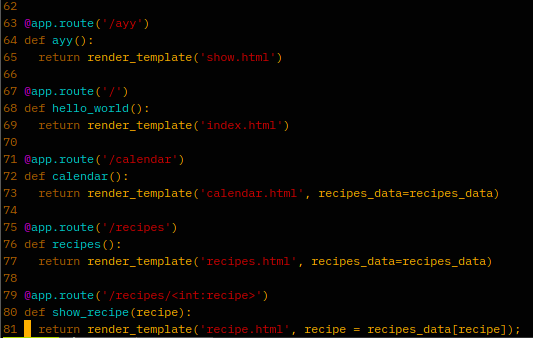 62
63 @app.route('/ayy')
64 def ayy():
65   return render_template('show.html')
66
67 @app.route('/')
68 def hello_world():
69   return render_template('index.html')
70
71 @app.route('/calendar')
72 def calendar():
73   return render_template('calendar.html', recipes_data=recipes_data)
74
75 @app.route('/recipes')
76 def recipes():
77   return render_template('recipes.html', recipes_data=recipes_data)
78
79 @app.route('/recipes/<int:recipe>')
80 def show_recipe(recipe):
81   return render_template('recipe.html', recipe = recipes_data[recipe]);